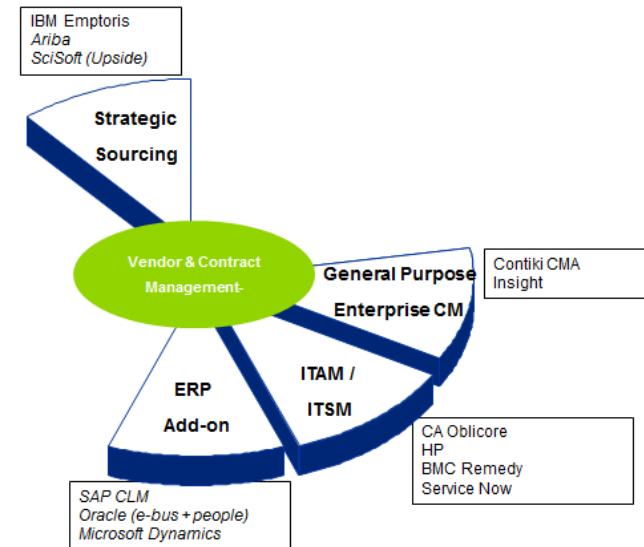 IBM Emptoris
Ariba
SciSoft (Upside)
Strategic
Sourcing
Vendor & Contract
Management-
General Purpose
Enterprise CM
Contiki CMA
Insight
ITAM /
ITSM
ERP
Add-on
CA Oblicore
HP
BMC Remedy
Service Now
SAP CLM
Oracle (e-bus + people)
Microsoft Dynamics